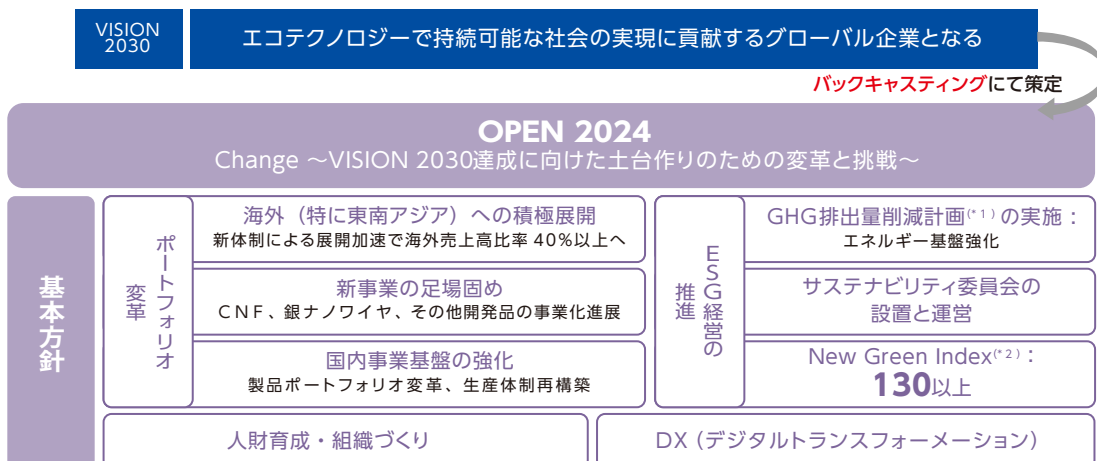 VISION
2030
エコテクノロジーで持続可能な社会の実現に貢献するグローバル企業となる
バックキャスティングにて策定
OPEN 2024
Change ～VISION 2030達成に向けた土台作りのための変革と挑戦～
基本方針
ポートフォリオ
変革
海外（特に東南アジア）への積極展開
新体制による展開加速で海外売上高比率 40%以上へ
新事業の足場固め
CNF、銀ナノワイヤ、その他開発品の事業化進展
国内事業基盤の強化
製品ポートフォリオ変革、生産体制再構築
ESG経営の
推進
GHG排出量削減計画(*1)の実施：
エネルギー基盤強化
サステナビリティ委員会の
設置と運営
New Green Index(*2)：
130以上
人財育成・組織づくり
DX（デジタルトランスフォーメーション）